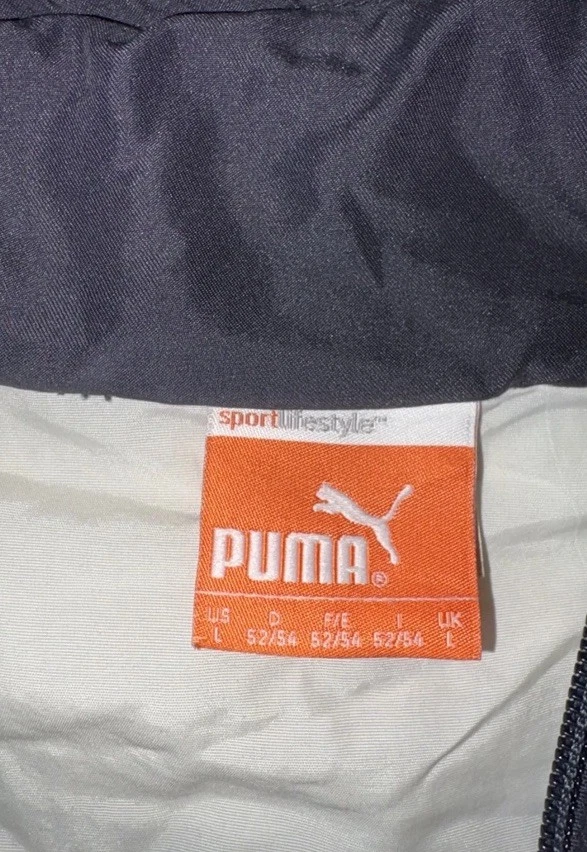 sportlifestyle™
PUMA®
US D F/E I UK
L 52/54 52/54 52/54 L